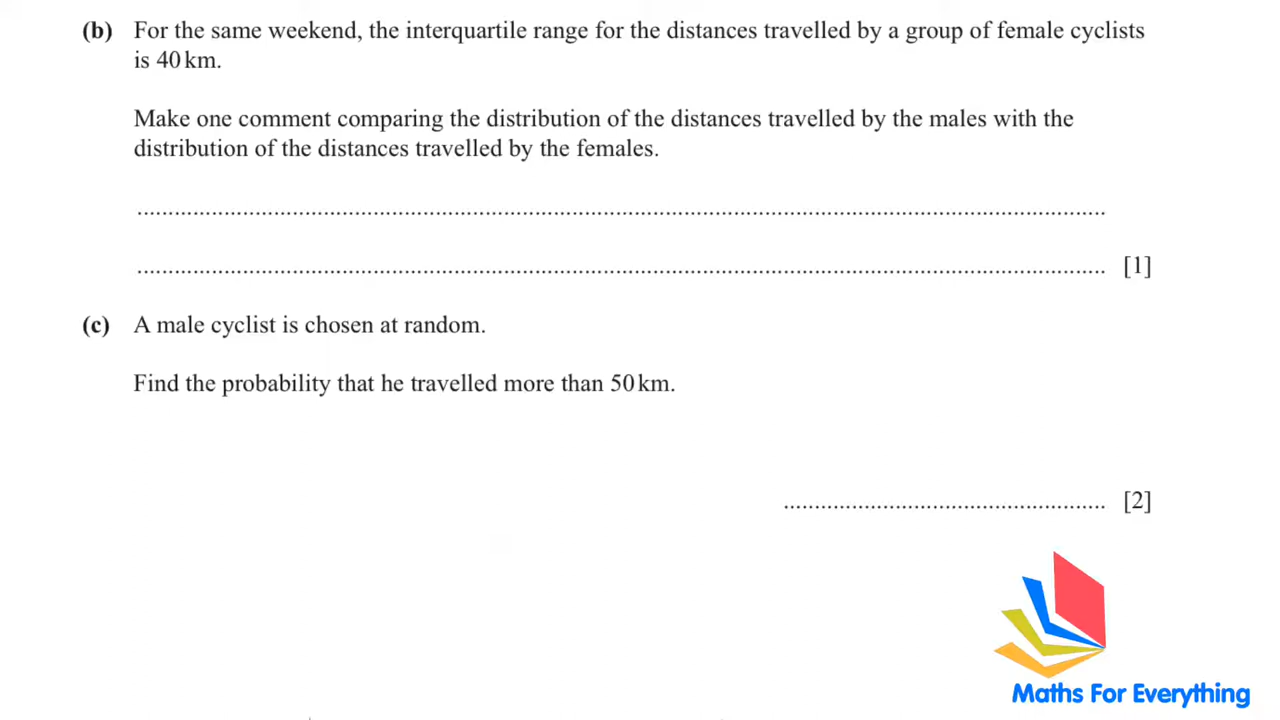 (b) For the same weekend, the interquartile range for the distances travelled by a group of female cyclists
is 40 km.
Make one comment comparing the distribution of the distances travelled by the males with the
distribution of the distances travelled by the females.
....................................................................................................
.................................................................................................... [1]
(c) A male cyclist is chosen at random.
Find the probability that he travelled more than 50 km.
.................................................... [2]
Maths For Everything